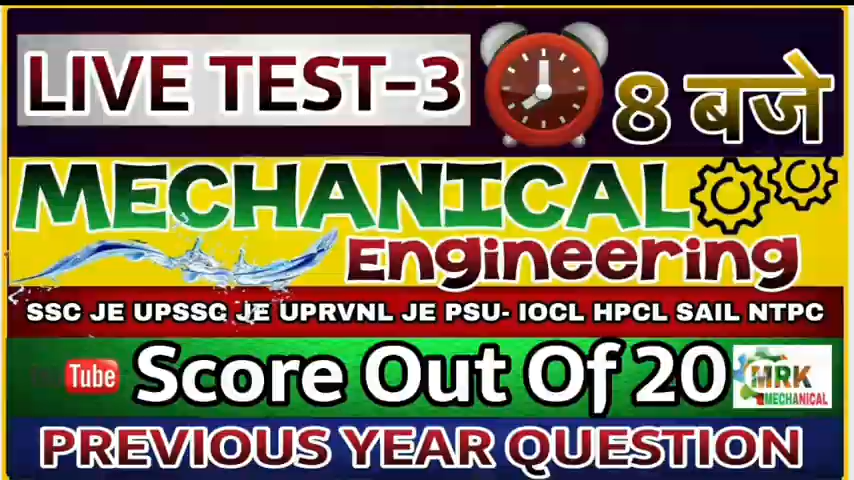 LIVE TEST-3
8 बजे
MECHANICAL
Engineering
SSC JE UPSSC JE UPRVNL JE PSU- IOCL HPCL SAIL NTPC
YouTube Score Out Of 20 MRK MECHANICAL
PREVIOUS YEAR QUESTION